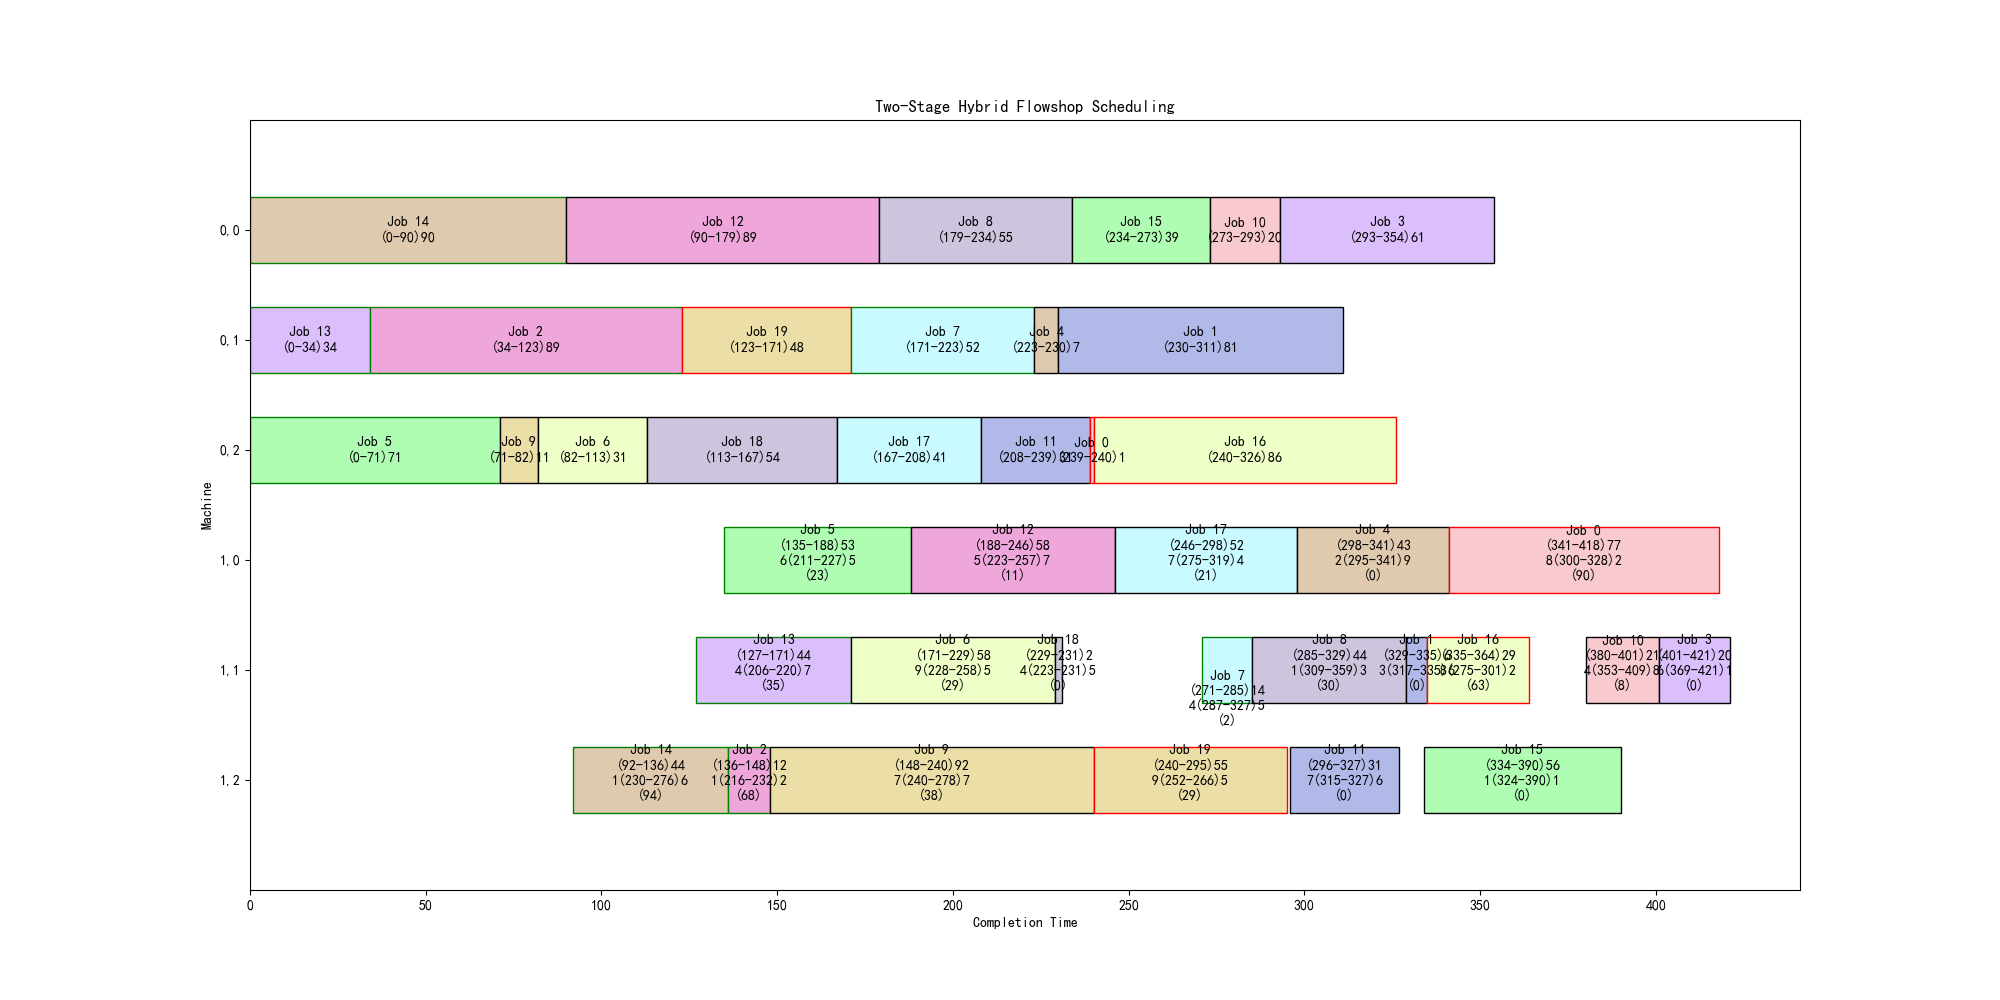 Two-Stage Hybrid Flowshop Scheduling
Machine
0,0
Job 14
(0-90)90
Job 12
(90-179)89
Job 8
(179-234)55
Job 15
(234-273)39
Job 10
(273-293)20
Job 3
(293-354)61
0,1
Job 13
(0-34)34
Job 2
(34-123)89
Job 19
(123-171)48
Job 7
(171-223)52
Job 4
(223-230)7
Job 1
(230-311)81
0,2
Job 5
(0-71)71
Job 9
(71-82)11
Job 6
(82-113)31
Job 18
(113-167)54
Job 17
(167-208)41
Job 11
(208-239)31
Job 0
(239-240)1
Job 16
(240-326)86
1,0
Job 5
(135-188)53
6(211-227)5
(23)
Job 12
(188-246)58
5(223-257)7
(11)
Job 17
(246-298)52
7(275-319)4
(21)
Job 4
(298-341)43
2(295-341)9
(0)
Job 0
(341-418)77
8(300-328)2
(90)
1,1
Job 13
(127-171)44
4(206-220)7
(35)
Job 6
(171-229)58
9(228-258)5
(29)
Job 18
(229-231)2
4(223-231)5
(0)
Job 7
(271-285)14
4(287-327)5
(2)
Job 8
(285-329)44
1(309-359)3
(30)
Job 1
(329-335)6
3(317-335)6
(0)
Job 16
(335-364)29
(275-301)2
(63)
Job 10
(380-401)21
4(353-409)8
(8)
Job 3
(401-421)20
(369-421)1
(0)
1,2
Job 14
(92-136)44
1(230-276)6
(94)
Job 2
(136-148)12
1(216-232)2
(68)
Job 9
(148-240)92
7(240-278)7
(38)
Job 19
(240-295)55
9(252-266)5
(29)
Job 11
(296-327)31
7(315-327)6
(0)
Job 15
(334-390)56
1(324-390)1
(0)
0
50
100
150
200
250
300
350
400
Completion Time